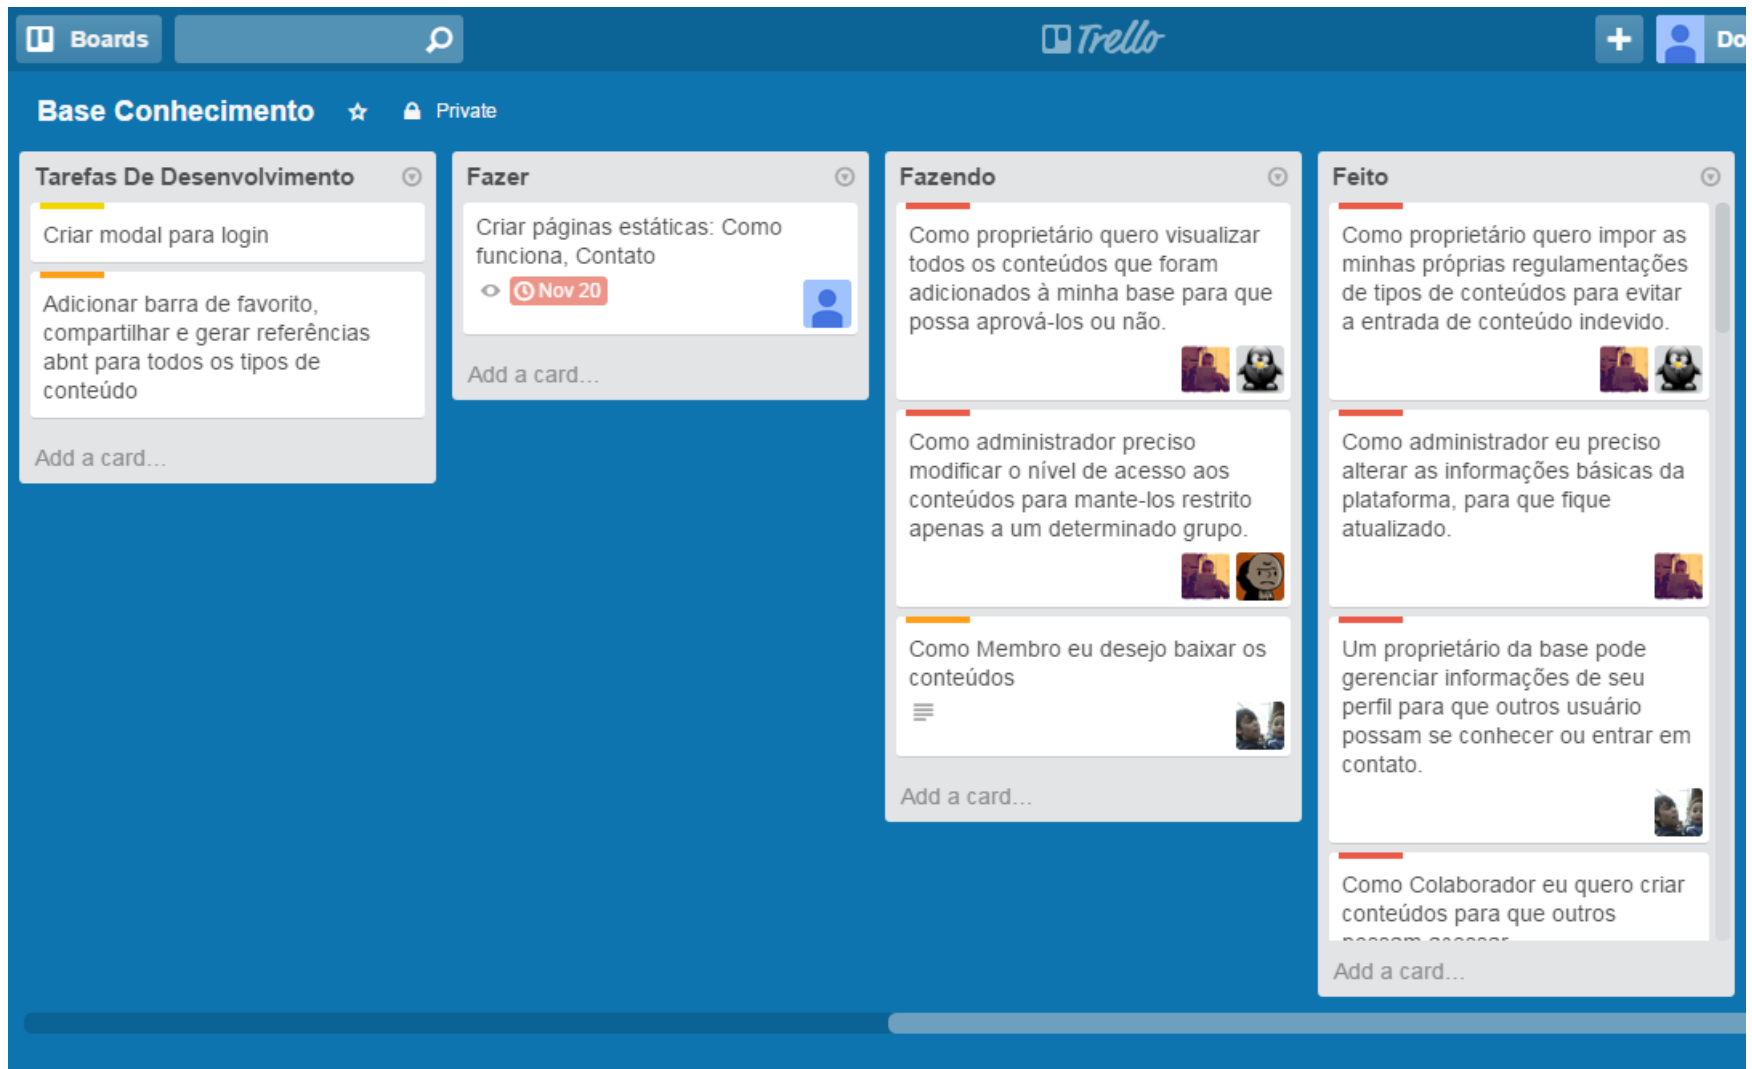 Boards
Trello
Do
Base Conhecimento
Private
Tarefas De Desenvolvimento
Criar modal para login
Adicionar barra de favorito,
compartilhar e gerar referências
abnt para todos os tipos de
conteúdo
Add a card...
Fazer
Criar páginas estáticas: Como
funciona, Contato
Nov 20
Add a card...
Fazendo
Como proprietário quero visualizar
todos os conteúdos que foram
adicionados à minha base para que
possa aprová-los ou não.
Como administrador preciso
modificar o nível de acesso aos
conteúdos para mante-los restrito
apenas a um determinado grupo.
Como Membro eu desejo baixar os
conteúdos
Add a card...
Feito
Como proprietário quero impor as
minhas próprias regulamentações
de tipos de conteúdos para evitar
a entrada de conteúdo indevido.
Como administrador eu preciso
alterar as informações básicas da
plataforma, para que fique
atualizado.
Um proprietário da base pode
gerenciar informações de seu
perfil para que outros usuário
possam se conhecer ou entrar em
contato.
Como Colaborador eu quero criar
conteúdos para que outros
possam acessar
Add a card...